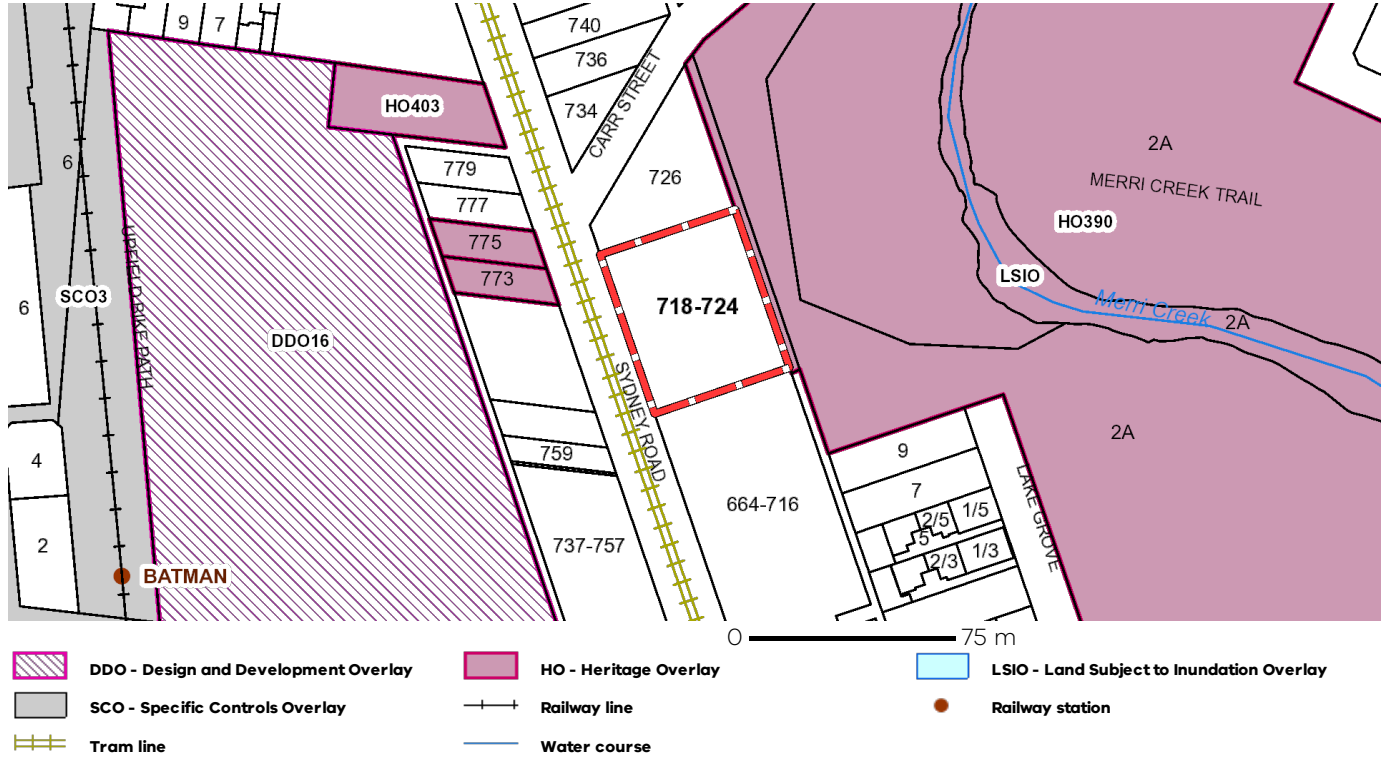 9
7
740
736
734
CARR STREET
HO403
726
779
777
775
773
6
6
SCO3
UPFIELD BIKE PATH
DDO16
718-724
SYDNEY ROAD
759
737-757
664-716
4
2
BATMAN
2A
MERRI CREEK TRAIL
HO390
LSIO
Merri Creek
2A
2A
9
7
2/5
1/5
5
2/3
1/3
LAKE GROVE
0 75 m
DDO - Design and Development Overlay
HO - Heritage Overlay
LSIO - Land Subject to Inundation Overlay
SCO - Specific Controls Overlay
Railway line
Railway station
Tram line
Water course